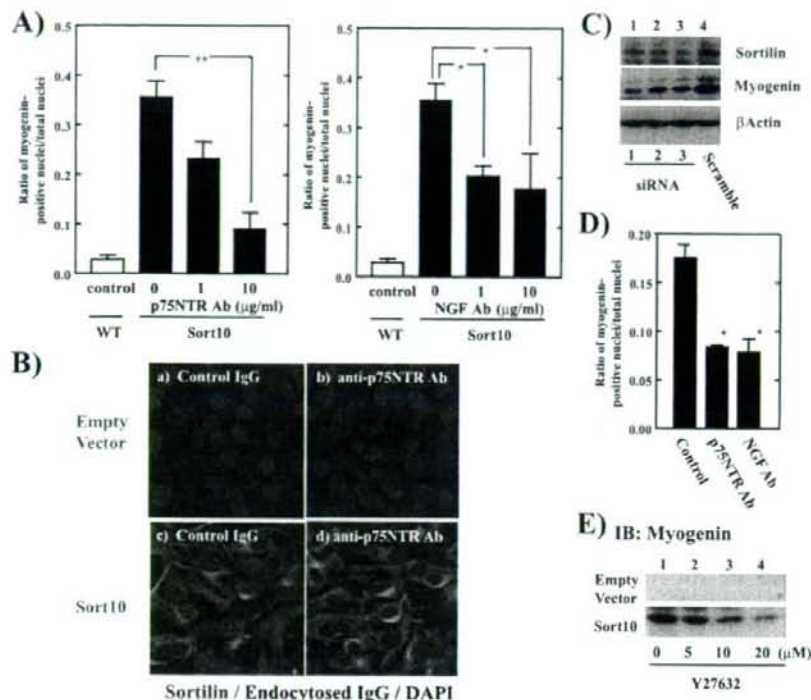 A)
Ratio of myogenin-
positive nuclei/total nuclei
0.4
0.3
0.2
0.1
0.0
**
control
0
1
10
p75NTR Ab (μg/ml)
WT
Sort10
Ratio of myogenin-
positive nuclei/total nuclei
0.5
0.4
0.3
0.2
0.1
0.0
*
*
control
0
1
10
NGF Ab (μg/ml)
WT
Sort10
B)
a) Control IgG
b) anti-p75NTR Ab
Empty
Vector
c) Control IgG
d) anti-p75NTR Ab
Sort10
Sortilin / Endocytosed IgG / DAPI
C)
1 2 3 4
Sortilin
Myogenin
βActin
1 2 3
siRNA
Scramble
D)
Ratio of myogenin-
positive nuclei/total nuclei
0.20
0.15
0.10
0.05
0.00
*
*
Control
p75NTR Ab
NGF Ab
E) IB: Myogenin
1 2 3 4
Empty
Vector
Sort10
0 5 10 20 (μM)
Y27632